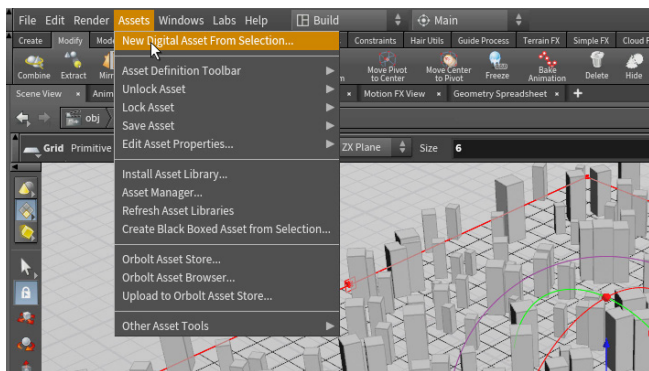 File Edit Render Assets Windows Labs Help Build Main
Create Modify Constraints Hair Utils Guide Process Terrain FX Simple FX Cloud
New Digital Asset From Selection...
Combine Extract Move Pivot to Center Move Center to Pivot Freeze Bake Animation Delete Hide
Asset Definition Toolbar
Scene View × × Motion FX View × Geometry Spreadsheet × +
Unlock Asset
Lock Asset
obj
Save Asset
Edit Asset Properties...
Grid Primitive ZX Plane Size 6
Install Asset Library...
Asset Manager...
Refresh Asset Libraries
Create Black Boxed Asset from Selection...
Orbolt Asset Store...
Orbolt Asset Browser...
Upload to Orbolt Asset Store...
Other Asset Tools